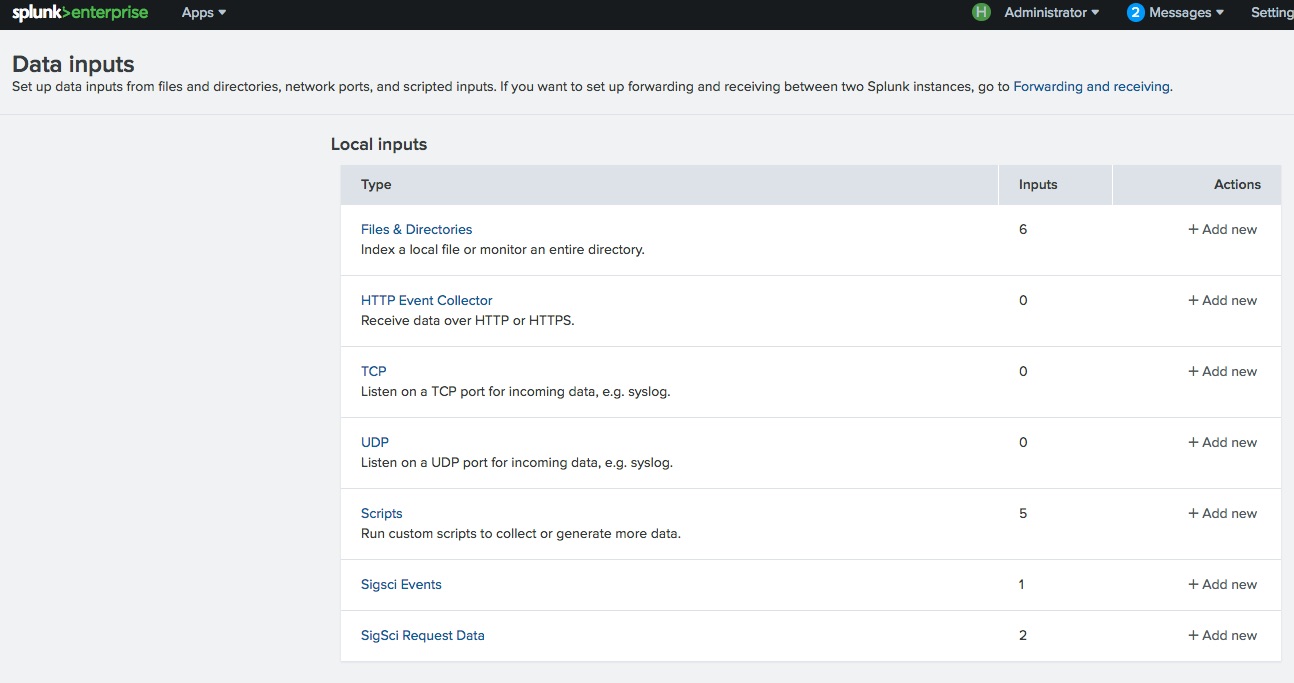 splunk>enterprise Apps H Administrator 2 Messages Setting
Data inputs
Set up data inputs from files and directories, network ports, and scripted inputs. If you want to set up forwarding and receiving between two Splunk instances, go to Forwarding and receiving.
Local inputs
Type Inputs Actions
Files & Directories 6 + Add new
Index a local file or monitor an entire directory.
HTTP Event Collector 0 + Add new
Receive data over HTTP or HTTPS.
TCP 0 + Add new
Listen on a TCP port for incoming data, e.g. syslog.
UDP 0 + Add new
Listen on a UDP port for incoming data, e.g. syslog.
Scripts 5 + Add new
Run custom scripts to collect or generate more data.
Sigsci Events 1 + Add new
SigSci Request Data 2 + Add new